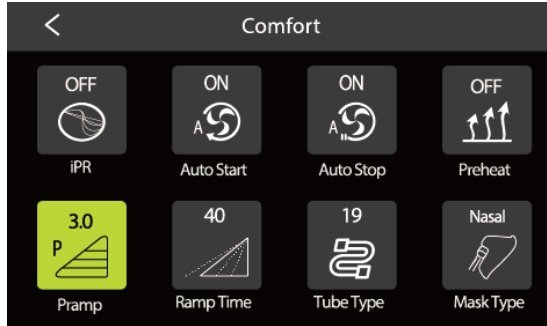 Comfort
OFF
iPR
ON
A
Auto Start
ON
A
Auto Stop
OFF
Preheat
3.0
P
Pramp
40
Ramp Time
19
Tube Type
Nasal
Mask Type